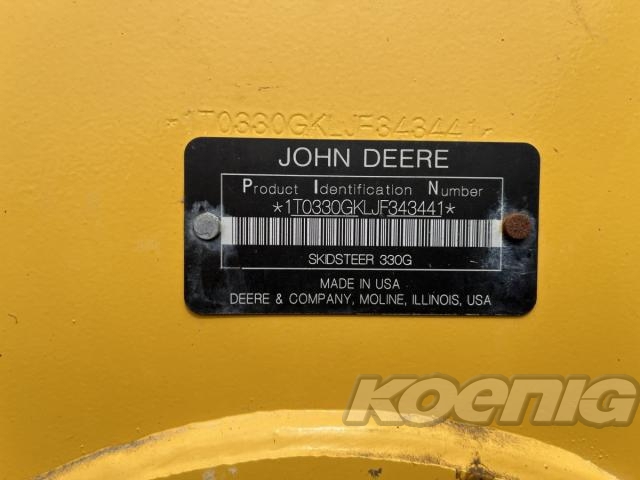 *1T0330GKLJF343441*
JOHN DEERE
Product Identification Number
*1T0330GKLJF343441*
SKIDSTEER 330G
MADE IN USA
DEERE & COMPANY, MOLINE, ILLINOIS, USA
KOENIG